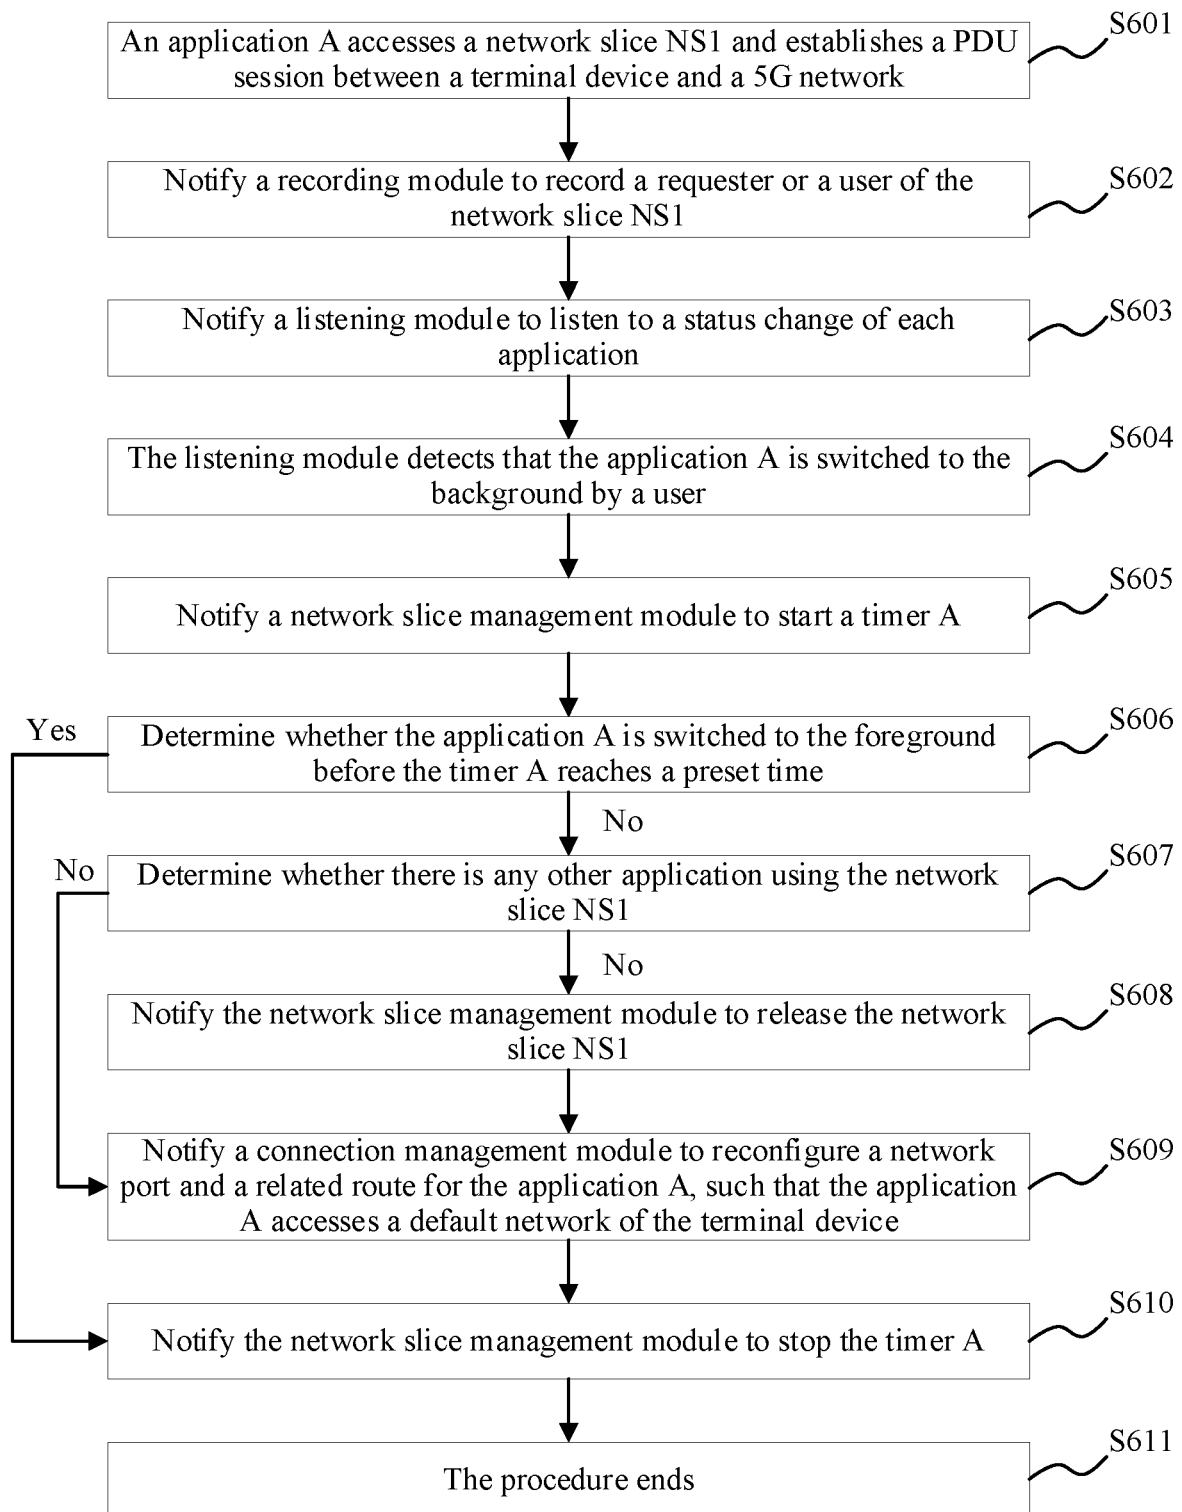 S601
An application A accesses a network slice NS1 and establishes a PDU
session between a terminal device and a 5G network
S602
Notify a recording module to record a requester or a user of the
network slice NS1
S603
Notify a listening module to listen to a status change of each
application
S604
The listening module detects that the application A is switched to the
background by a user
S605
Notify a network slice management module to start a timer A
S606
Yes
Determine whether the application A is switched to the foreground
before the timer A reaches a preset time
No
S607
No
Determine whether there is any other application using the network
slice NS1
No
S608
Notify the network slice management module to release the network
slice NS1
S609
Notify a connection management module to reconfigure a network
port and a related route for the application A, such that the application
A accesses a default network of the terminal device
S610
Notify the network slice management module to stop the timer A
S611
The procedure ends